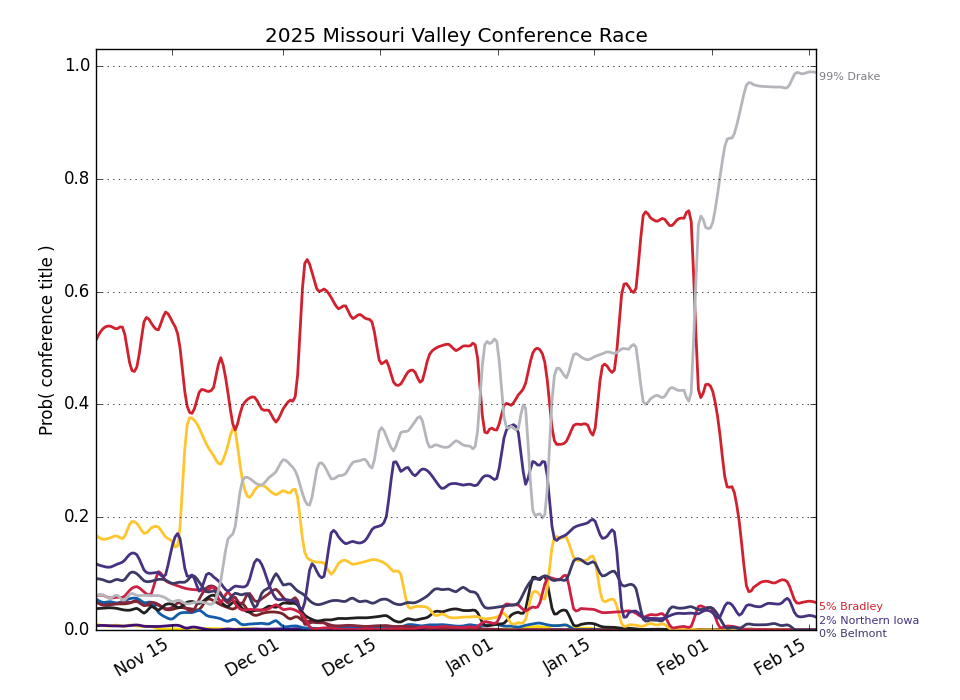 2025 Missouri Valley Conference Race
Prob( conference title )
1.0
0.8
0.6
0.4
0.2
0.0
Nov 15
Dec 01
Dec 15
Jan 01
Jan 15
Feb 01
Feb 15
99% Drake
5% Bradley
2% Northern Iowa
0% Belmont